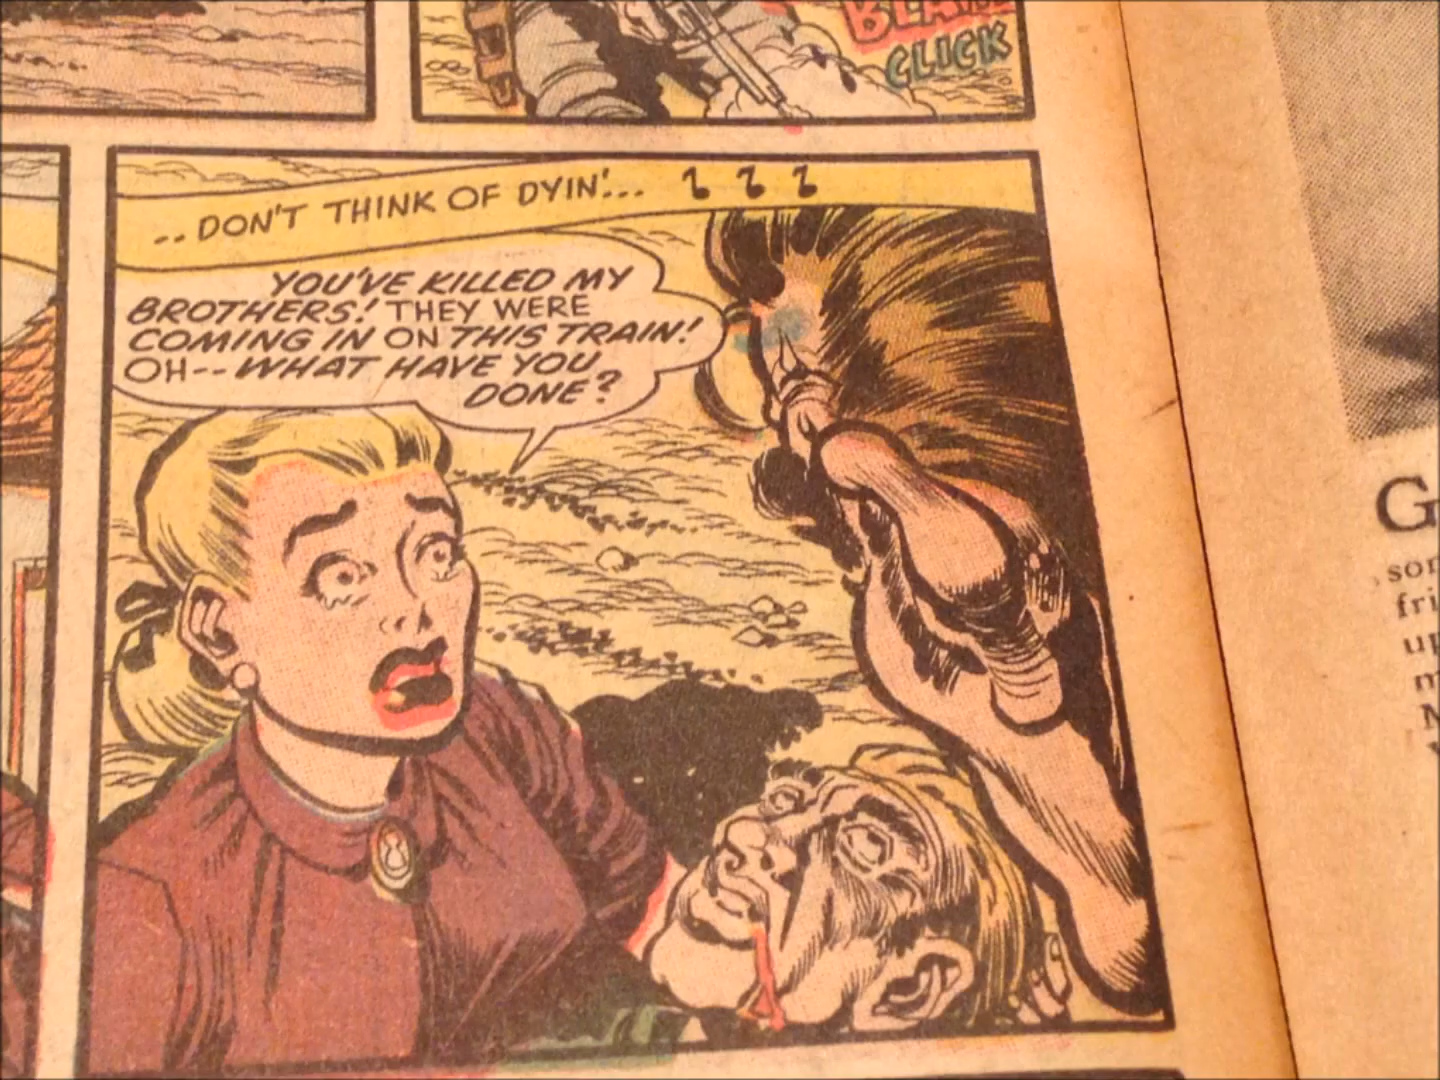 CLICK
..DON'T THINK OF DYIN'...
YOU'VE KILLED MY
BROTHERS! THEY WERE
COMING IN ON THIS TRAIN!
OH--WHAT HAVE YOU
DONE?
G